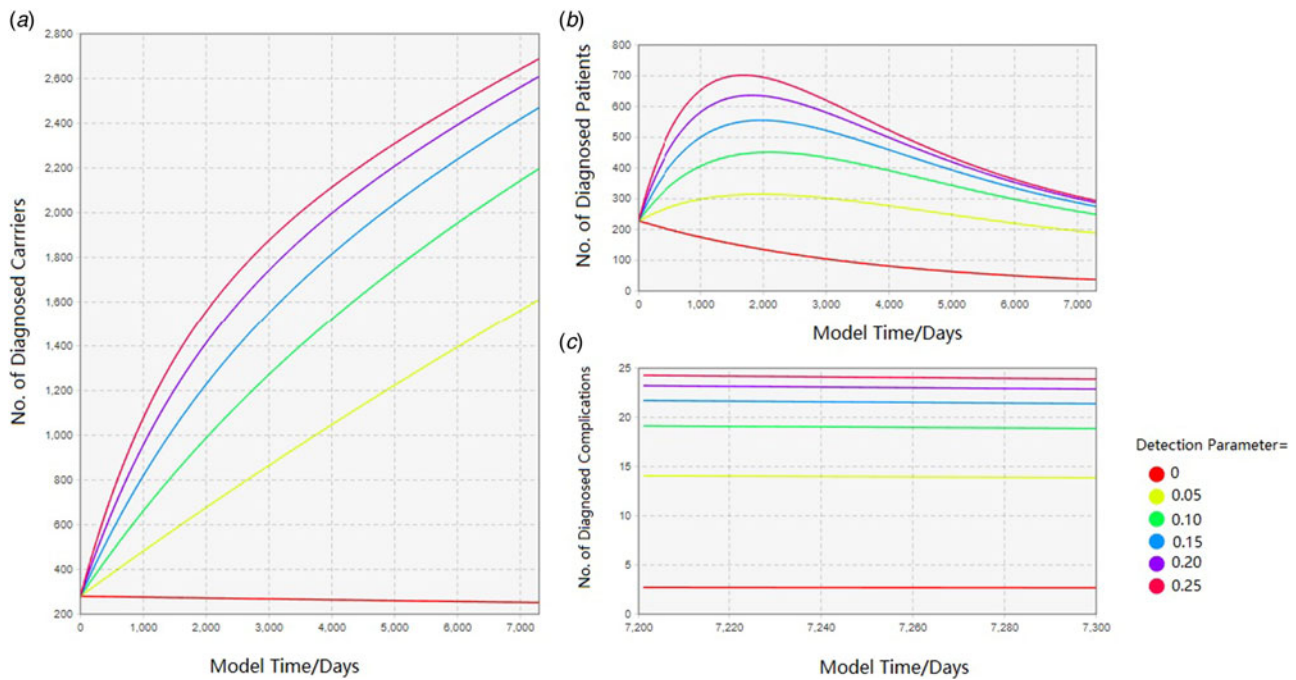 (a)
No. of Diagnosed Carrriers
2,800
2,600
2,400
2,200
2,000
1,800
1,600
1,400
1,200
1,000
800
600
400
200
0 1,000 2,000 3,000 4,000 5,000 6,000 7,000
Model Time/Days
(b)
No. of Diagnosed Patients
800
700
600
500
400
300
200
100
0
0 1,000 2,000 3,000 4,000 5,000 6,000 7,000
Model Time/Days
(c)
No. of Diagnosed Complications
25
20
15
10
5
0
7,200 7,220 7,240 7,260 7,280 7,300
Model Time/Days
Detection Parameter=
0
0.05
0.10
0.15
0.20
0.25